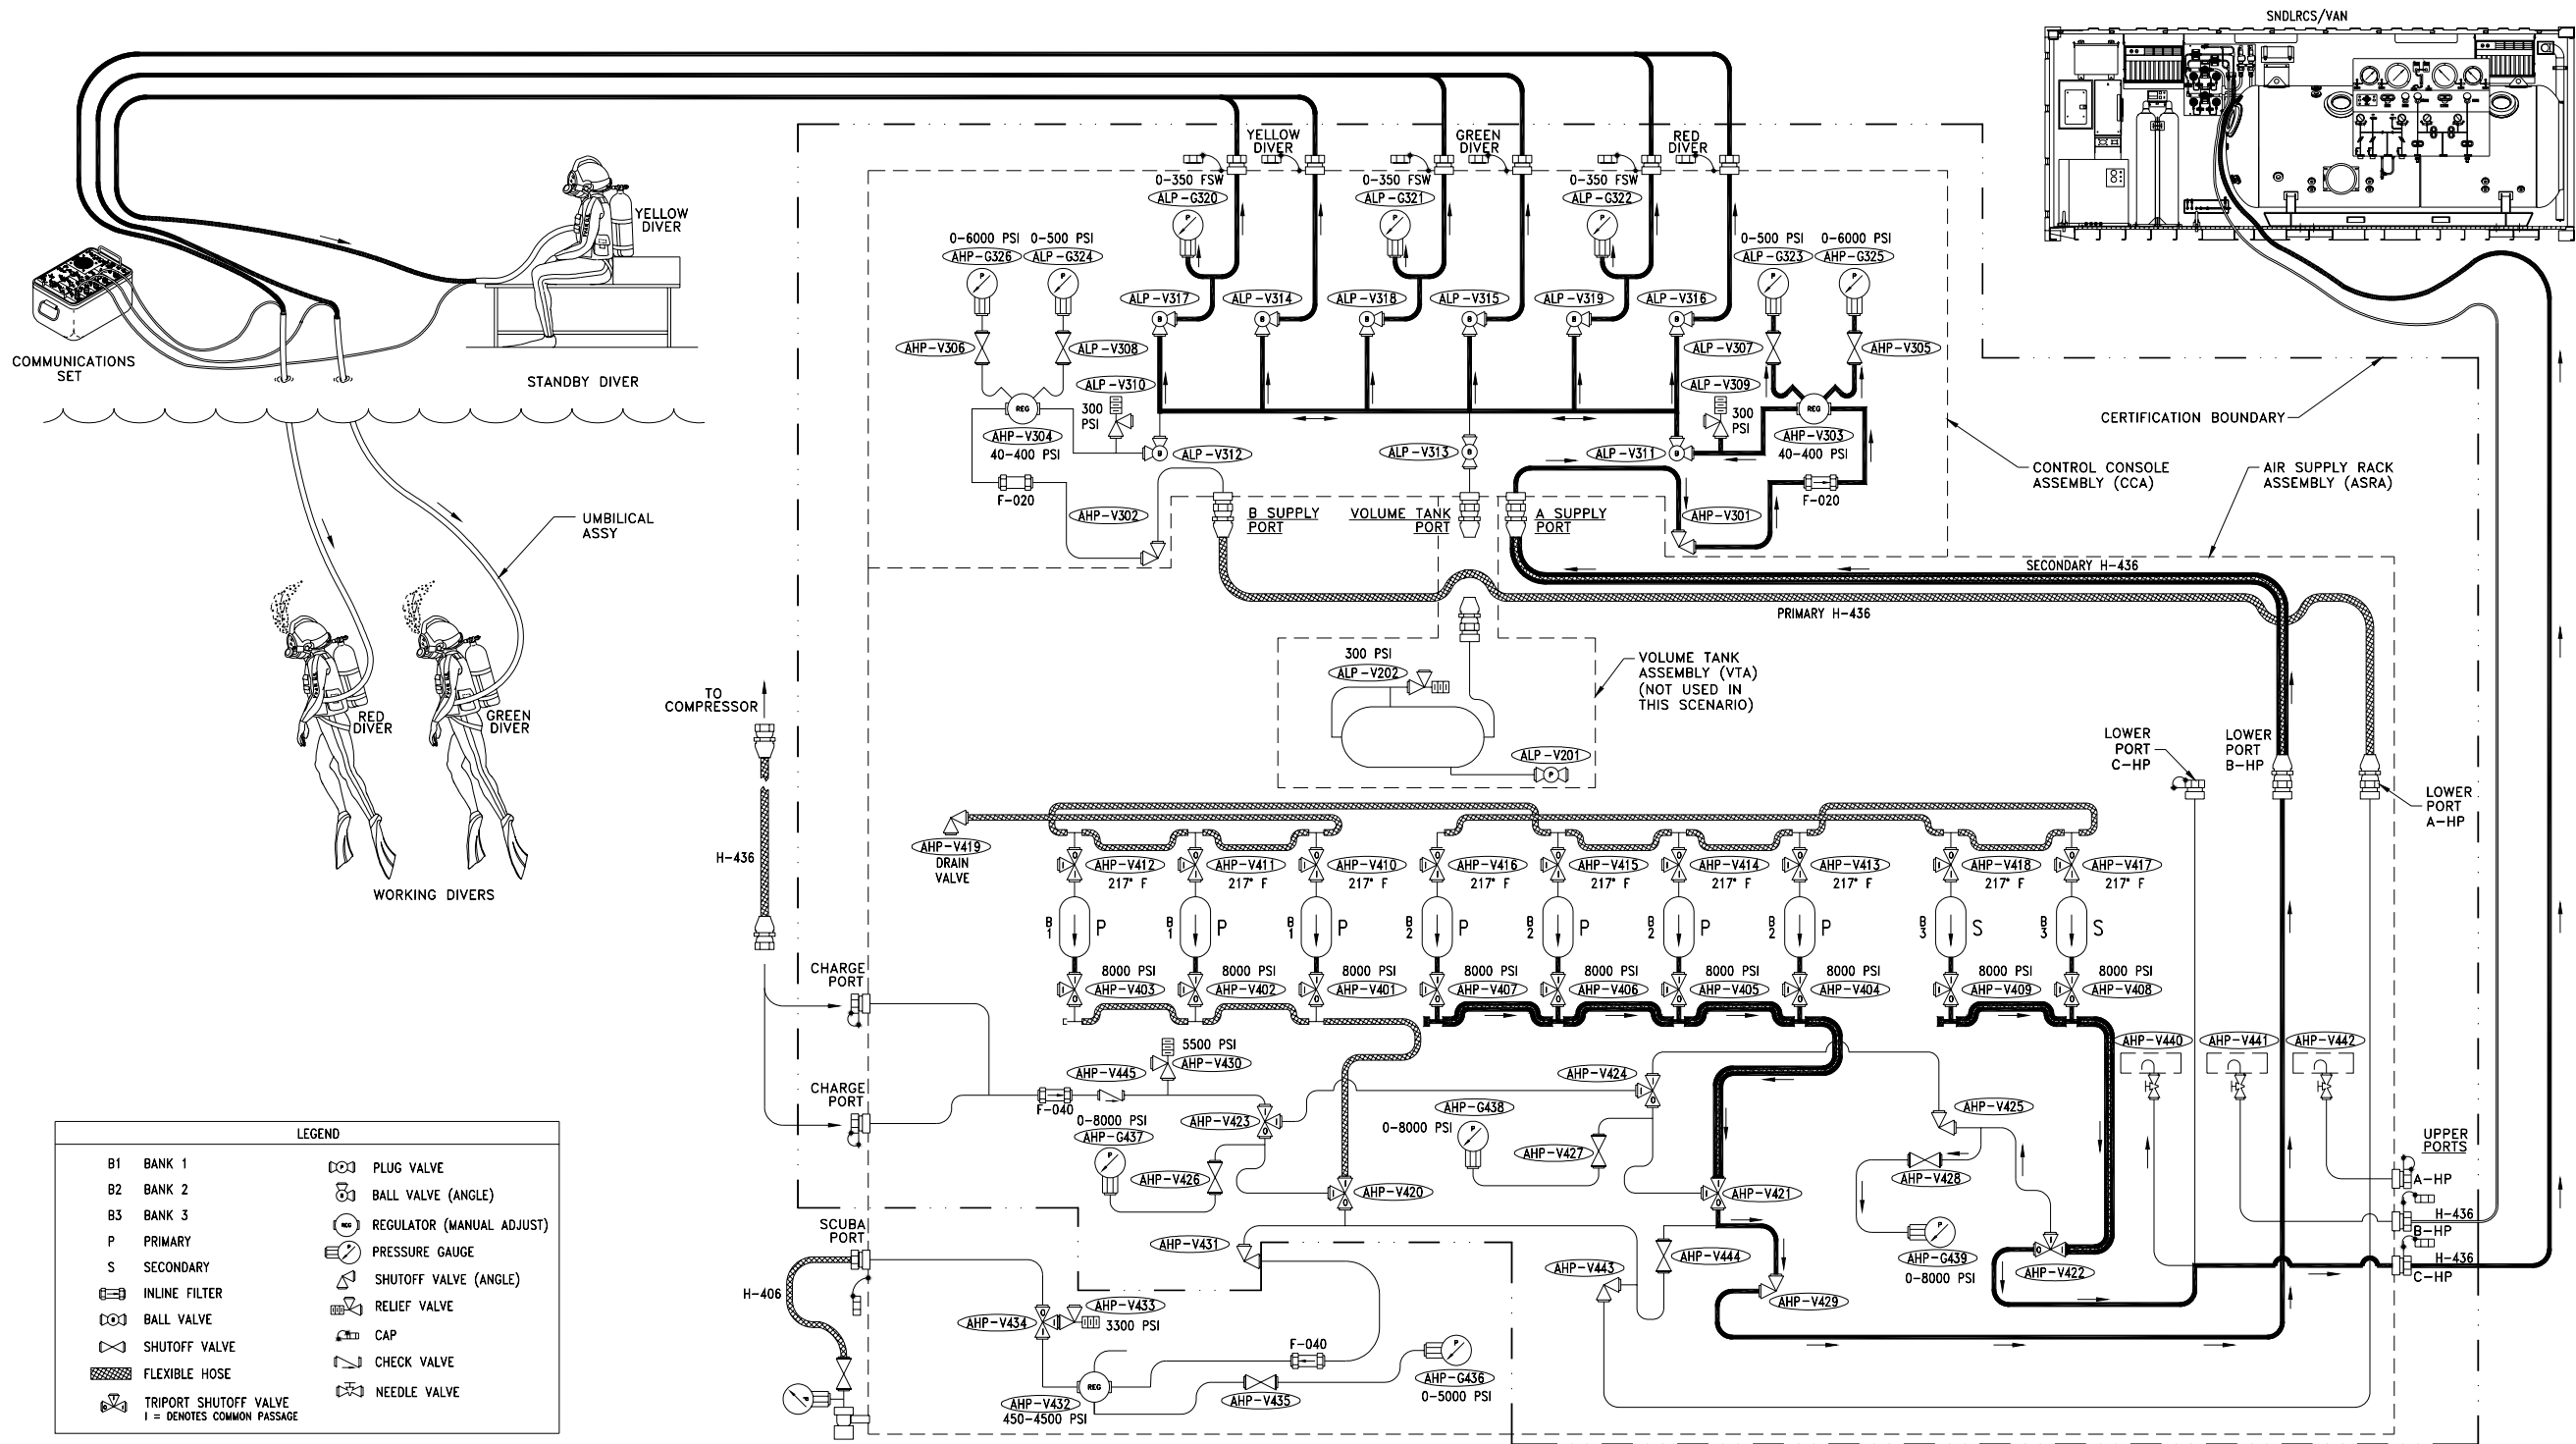 SNDLRCS/VAN
YELLOW
DIVER
GREEN
DIVER
RED
DIVER
0-350 FSW
ALP-G320
0-350 FSW
ALP-G321
0-350 FSW
ALP-G322
YELLOW
DIVER
COMMUNICATIONS
SET
STANDBY DIVER
0-6000 PSI
AHP-G326
0-500 PSI
ALP-G324
0-500 PSI
ALP-G323
0-6000 PSI
AHP-G325
ALP-V317
ALP-V314
ALP-V318
ALP-V315
ALP-V319
ALP-V316
AHP-V306
ALP-V308
ALP-V307
AHP-V305
ALP-V310
300
PSI
ALP-V309
300
PSI
REG
AHP-V304
40-400 PSI
REG
AHP-V303
40-400 PSI
ALP-V312
ALP-V313
ALP-V311
F-020
F-020
AHP-V302
AHP-V301
B SUPPLY
PORT
VOLUME TANK
PORT
A SUPPLY
PORT
CERTIFICATION BOUNDARY
CONTROL CONSOLE
ASSEMBLY (CCA)
AIR SUPPLY RACK
ASSEMBLY (ASRA)
UMBILICAL
ASSY
SECONDARY H-436
PRIMARY H-436
RED
DIVER
GREEN
DIVER
WORKING DIVERS
300 PSI
ALP-V202
ALP-V201
VOLUME TANK
ASSEMBLY (VTA)
(NOT USED IN
THIS SCENARIO)
TO
COMPRESSOR
H-436
LOWER
PORT
C-HP
LOWER
PORT
B-HP
LOWER
PORT
A-HP
AHP-V419
DRAIN
VALVE
AHP-V412
217° F
AHP-V411
217° F
AHP-V410
217° F
AHP-V416
217° F
AHP-V415
217° F
AHP-V414
217° F
AHP-V413
217° F
AHP-V418
217° F
AHP-V417
217° F
B1 P
B1 P
B1 P
B2 P
B2 P
B2 P
B2 P
B3 S
B3 S
8000 PSI
AHP-V403
8000 PSI
AHP-V402
8000 PSI
AHP-V401
8000 PSI
AHP-V407
8000 PSI
AHP-V406
8000 PSI
AHP-V405
8000 PSI
AHP-V404
8000 PSI
AHP-V409
8000 PSI
AHP-V408
CHARGE
PORT
CHARGE
PORT
5500 PSI
AHP-V430
AHP-V445
F-040
0-8000 PSI
AHP-G437
AHP-V423
AHP-V426
AHP-V420
AHP-V424
AHP-G438
0-8000 PSI
AHP-V427
AHP-V421
AHP-V425
AHP-V428
AHP-G439
0-8000 PSI
AHP-V422
AHP-V440
AHP-V441
AHP-V442
UPPER
PORTS
A-HP
H-436
B-HP
H-436
C-HP
SCUBA
PORT
H-406
AHP-V431
AHP-V444
AHP-V443
AHP-V429
AHP-V433
3300 PSI
AHP-V434
F-040
REG
AHP-V432
450-4500 PSI
AHP-V435
AHP-G436
0-5000 PSI
LEGEND
B1 BANK 1
B2 BANK 2
B3 BANK 3
P PRIMARY
S SECONDARY
INLINE FILTER
BALL VALVE
SHUTOFF VALVE
FLEXIBLE HOSE
TRIPORT SHUTOFF VALVE
I = DENOTES COMMON PASSAGE
PLUG VALVE
BALL VALVE (ANGLE)
REG
REGULATOR (MANUAL ADJUST)
PRESSURE GAUGE
SHUTOFF VALVE (ANGLE)
RELIEF VALVE
CAP
CHECK VALVE
NEEDLE VALVE